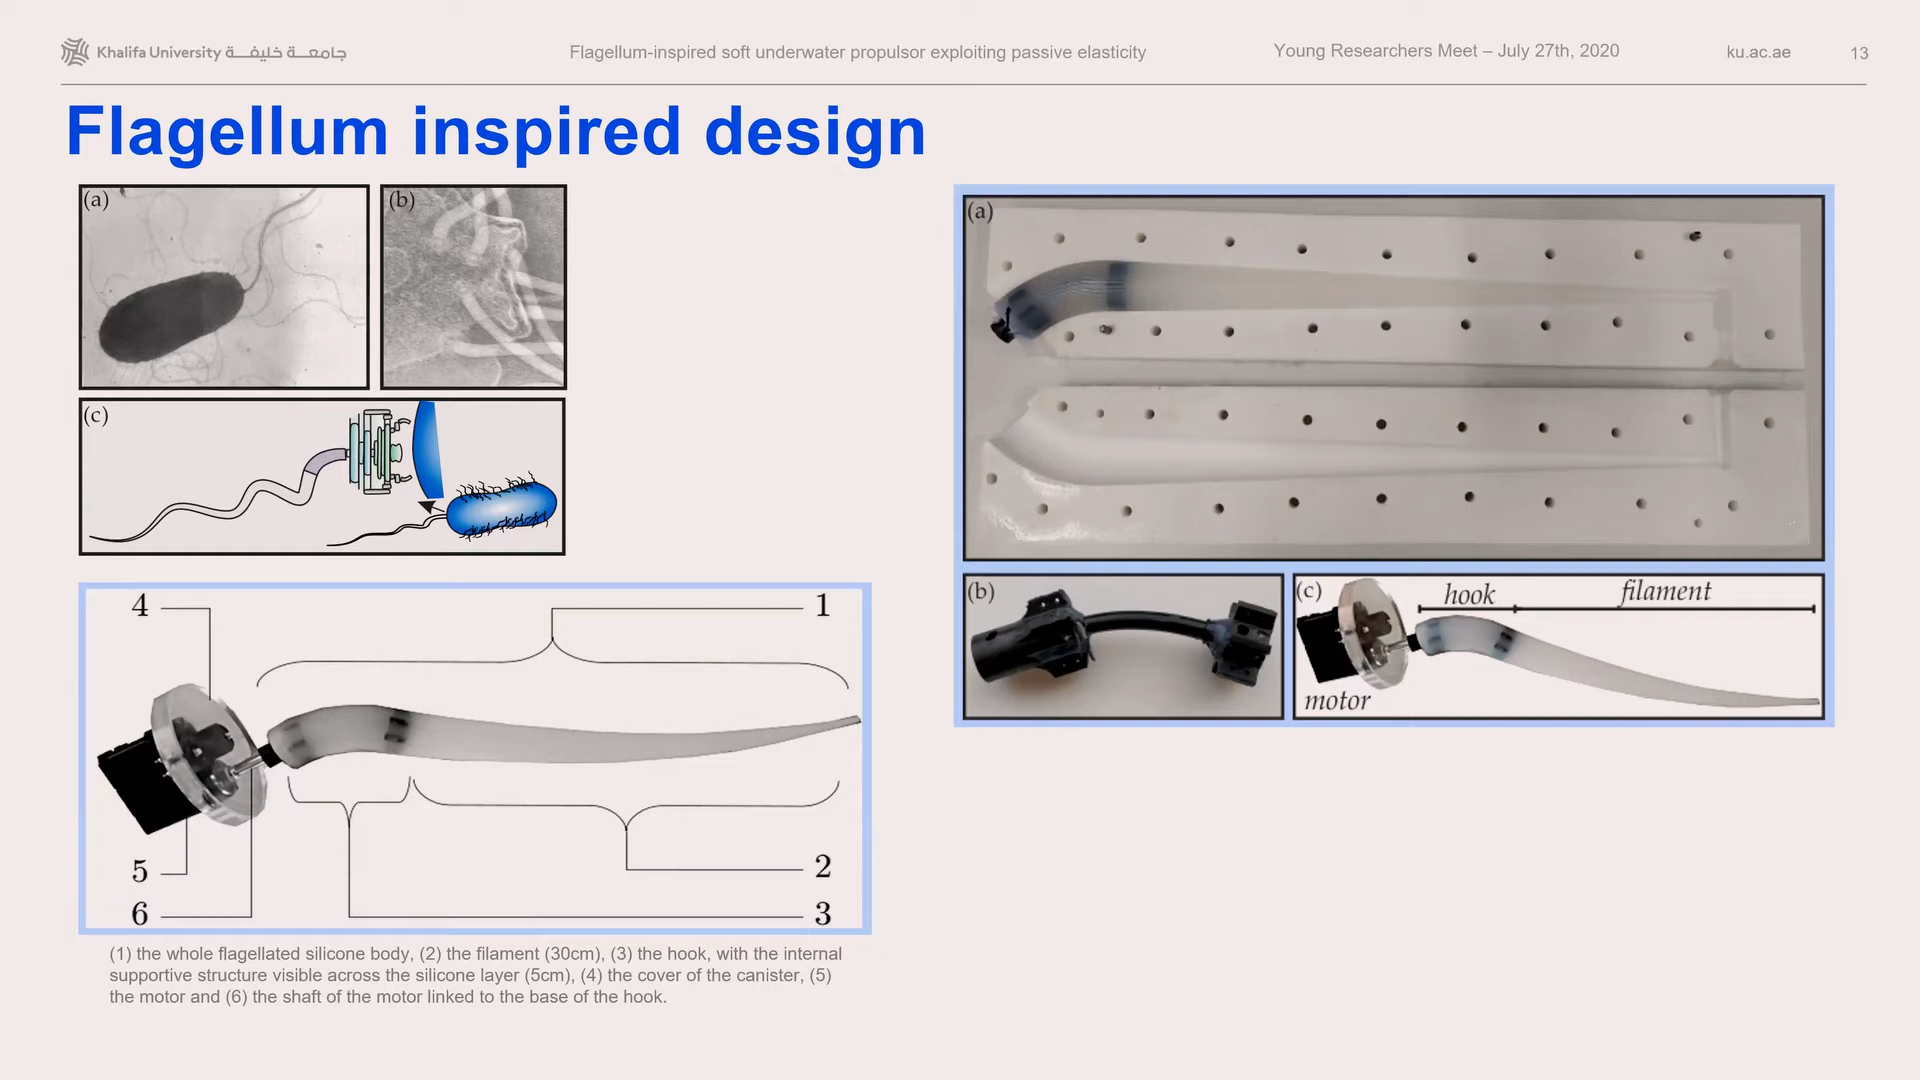 Khalifa University جامعة خليفة
Flagellum-inspired soft underwater propulsor exploiting passive elasticity
Young Researchers Meet – July 27th, 2020
ku.ac.ae
13
Flagellum inspired design
(a)
(b)
(c)
4
1
5
2
6
3
(1) the whole flagellated silicone body, (2) the filament (30cm), (3) the hook, with the internal
supportive structure visible across the silicone layer (5cm), (4) the cover of the canister, (5)
the motor and (6) the shaft of the motor linked to the base of the hook.
(a)
(b)
(c)
hook
filament
motor